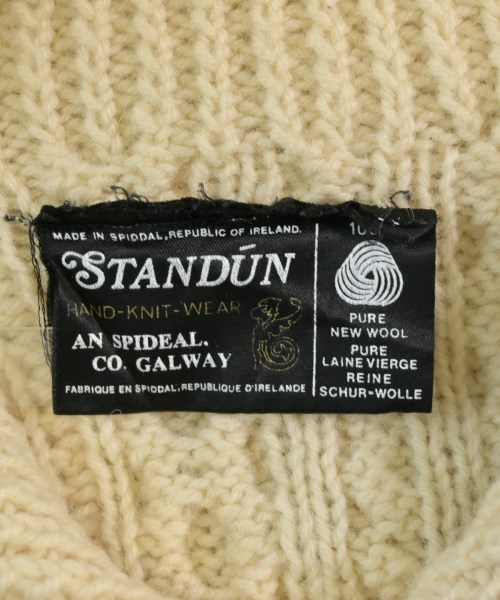 MADE IN SPIDDAL, REPUBLIC OF IRELAND.
STANDÚN
HAND-KNIT-WEAR
AN SPIDEAL.
CO. GALWAY
FABRIQUE EN SPIDDAL, REPUBLIQUE D'IRELANDE
PURE
NEW WOOL
PURE
LAINE VIERGE
REINE
SCHUR-WOLLE